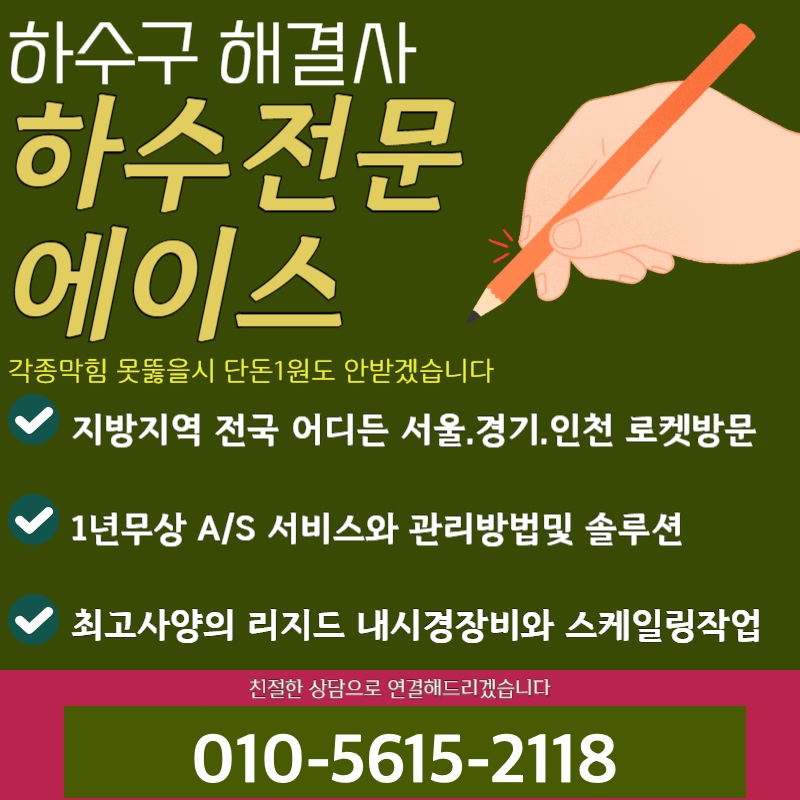 하수구 해결사
하수전문
에이스
각종막힘 못뚫을시 단돈1원도 안받겠습니다
지방지역 전국 어디든 서울.경기.인천 로켓방문
1년무상 A/S 서비스와 관리방법및 솔루션
최고사양의 리지드 내시경장비와 스케일링작업
친절한 상담으로 연결해드리겠습니다
010-5615-2118